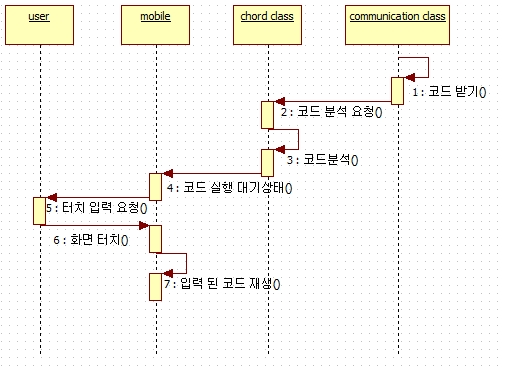 user
mobile
chord class
communication class
1 : 코드 받기()
2 : 코드 분석 요청()
3 : 코드분석()
4 : 코드 실행 대기상태()
5 : 터치 입력 요청()
6 : 화면 터치()
7 : 입력 된 코드 재생()